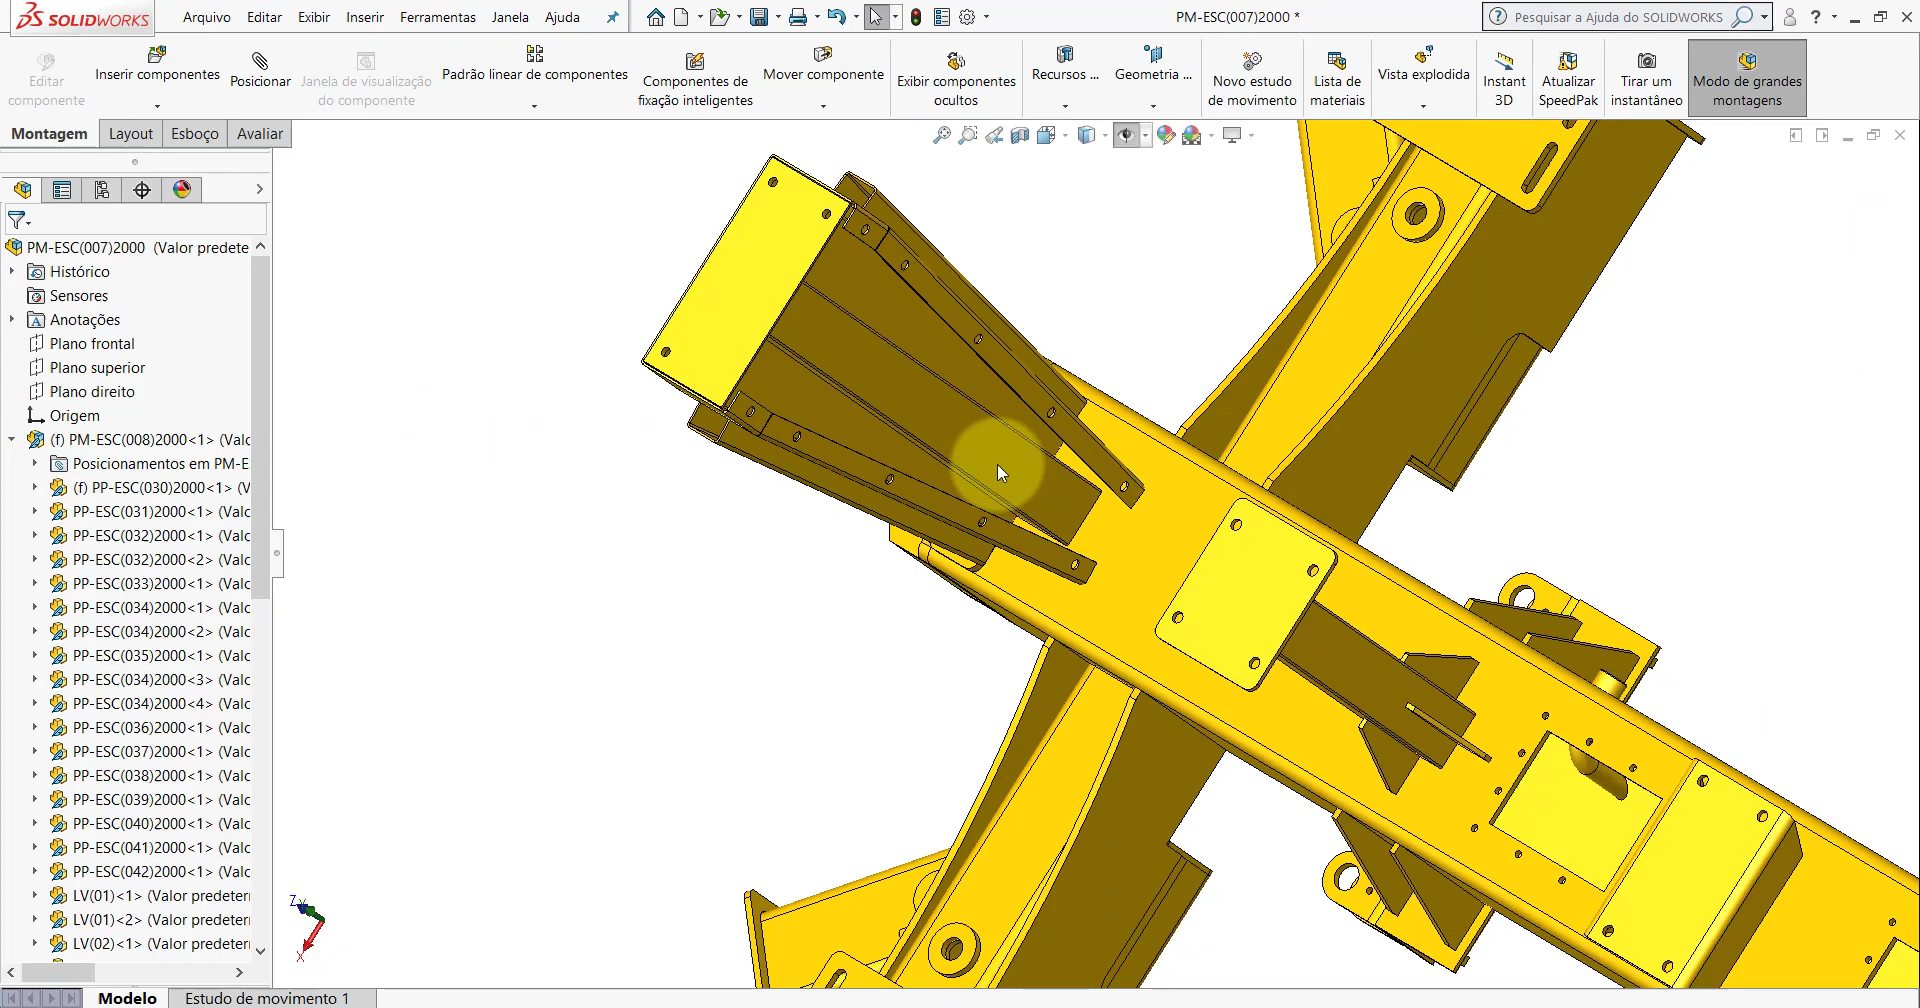 SOLIDWORKS
Arquivo Editar Exibir Inserir Ferramentas Janela Ajuda
PM-ESC(007)2000 *
Pesquisar a Ajuda do SOLIDWORKS
Editar componente
Inserir componentes
Posicionar
Janela de visualização do componente
Padrão linear de componentes
Componentes de fixação inteligentes
Mover componente
Exibir componentes ocultos
Recursos ...
Geometria ...
Novo estudo de movimento
Lista de materiais
Vista explodida
Instant 3D
Atualizar SpeedPak
Tirar um instantâneo
Modo de grandes montagens
Montagem Layout Esboço Avaliar
PM-ESC(007)2000 (Valor predete
Histórico
Sensores
Anotações
Plano frontal
Plano superior
Plano direito
Origem
(f) PM-ESC(008)2000<1> (Valc
Posicionamentos em PM-E
(f) PP-ESC(030)2000<1> (V
PP-ESC(031)2000<1> (Valc
PP-ESC(032)2000<1> (Valc
PP-ESC(032)2000<2> (Valc
PP-ESC(033)2000<1> (Valc
PP-ESC(034)2000<1> (Valc
PP-ESC(034)2000<2> (Valc
PP-ESC(035)2000<1> (Valc
PP-ESC(034)2000<3> (Valc
PP-ESC(034)2000<4> (Valc
PP-ESC(036)2000<1> (Valc
PP-ESC(037)2000<1> (Valc
PP-ESC(038)2000<1> (Valc
PP-ESC(039)2000<1> (Valc
PP-ESC(040)2000<1> (Valc
PP-ESC(041)2000<1> (Valc
PP-ESC(042)2000<1> (Valc
LV(01)<1> (Valor predeter
LV(01)<2> (Valor predeter
LV(02)<1> (Valor predeter
Z
Y
X
Modelo Estudo de movimento 1